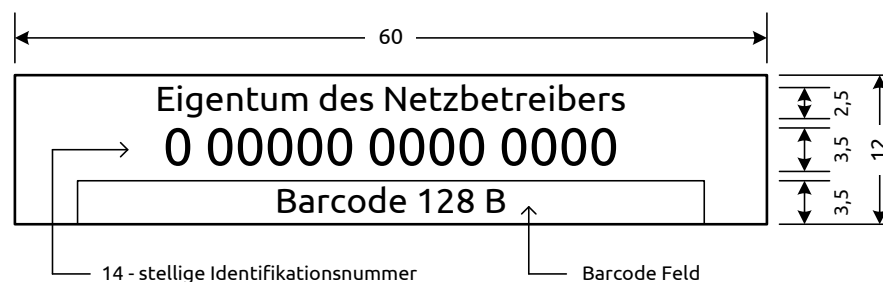 60
Eigentum des Netzbetreibers
0 00000 0000 0000
Barcode 128 B
2,5
3,5
3,5
12
14 - stellige Identifikationsnummer
Barcode Feld